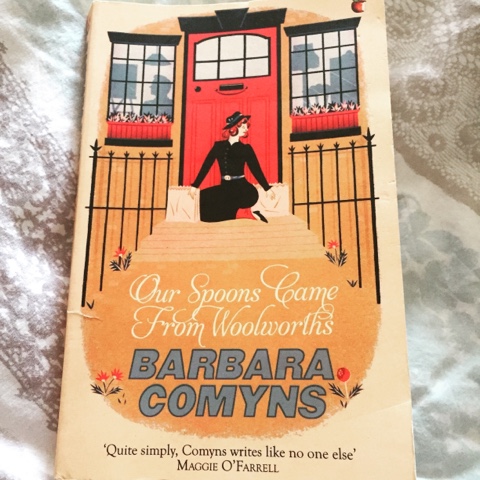 Our Spoons Came
From Woolworths
BARBARA
COMYNS
‘Quite simply, Comyns writes like no one else’
MAGGIE O’FARRELL